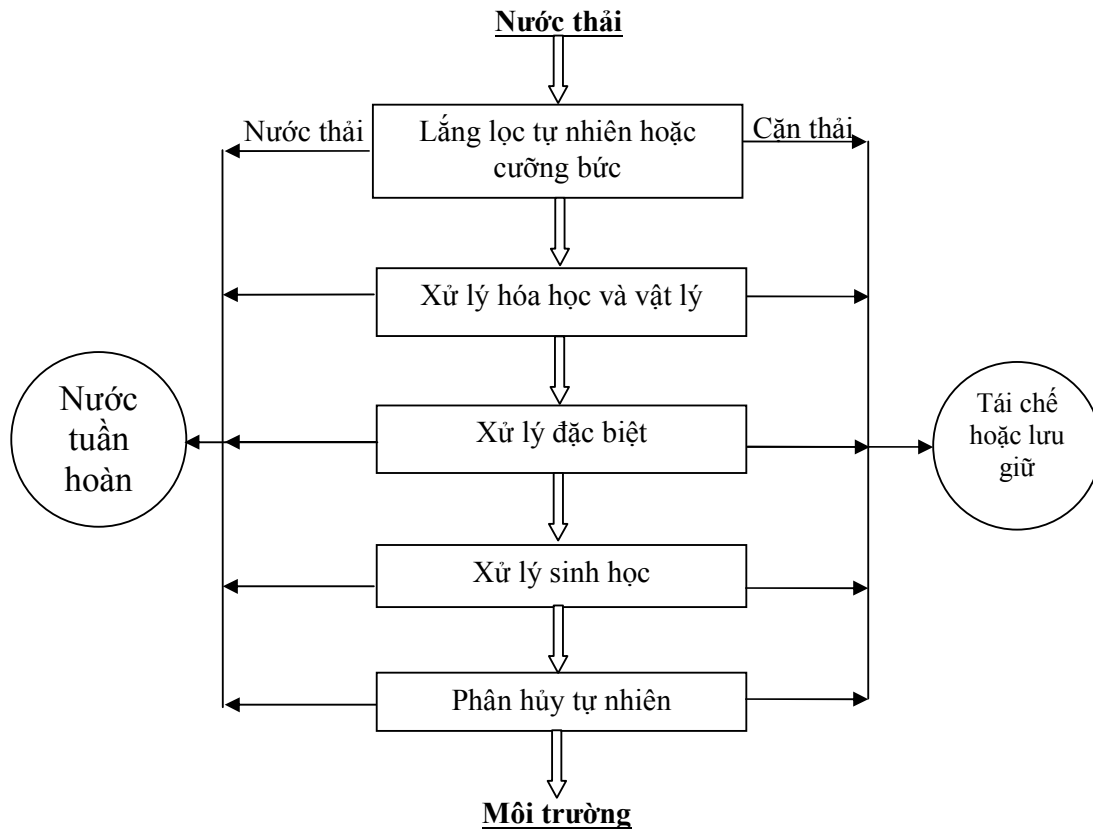 Nước thải
Nước thải
Lắng lọc tự nhiên hoặc
cưỡng bức
Cặn thải
Xử lý hóa học và vật lý
Nước
tuần
hoàn
Xử lý đặc biệt
Tái chế
hoặc lưu
giữ
Xử lý sinh học
Phân hủy tự nhiên
Môi trường